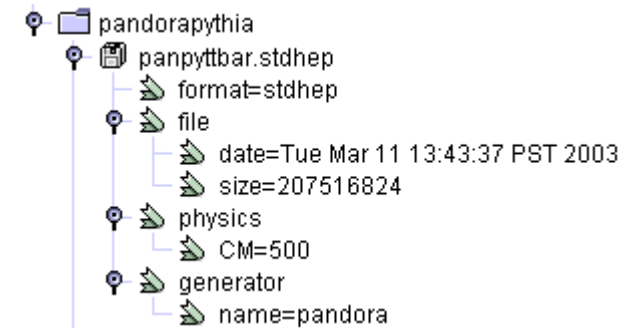 pandorapythia
panpyttbar.stdhep
format=stdhep
file
date=Tue Mar 11 13:43:37 PST 2003
size=207516824
physics
CM=500
generator
name=pandora